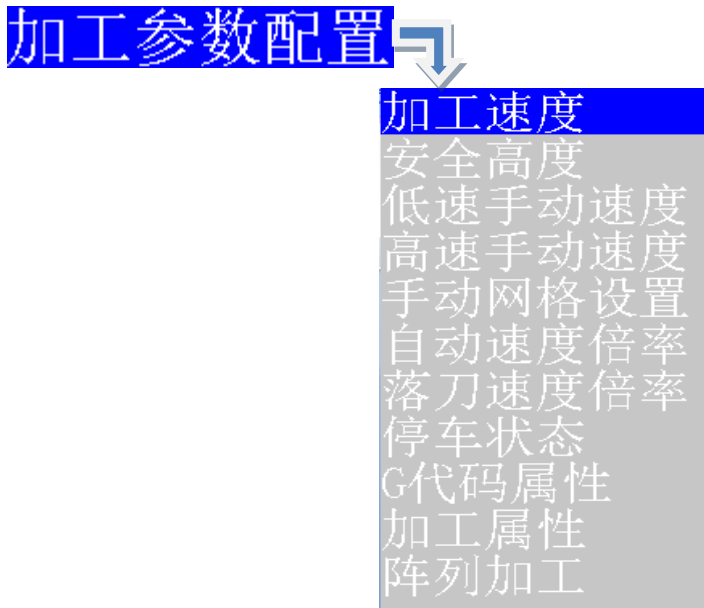 加工参数配置
加工速度
安全高度
低速手动速度
高速手动速度
手动网格设置
自动速度倍率
落刀速度倍率
停车状态
G代码属性
加工属性
阵列加工